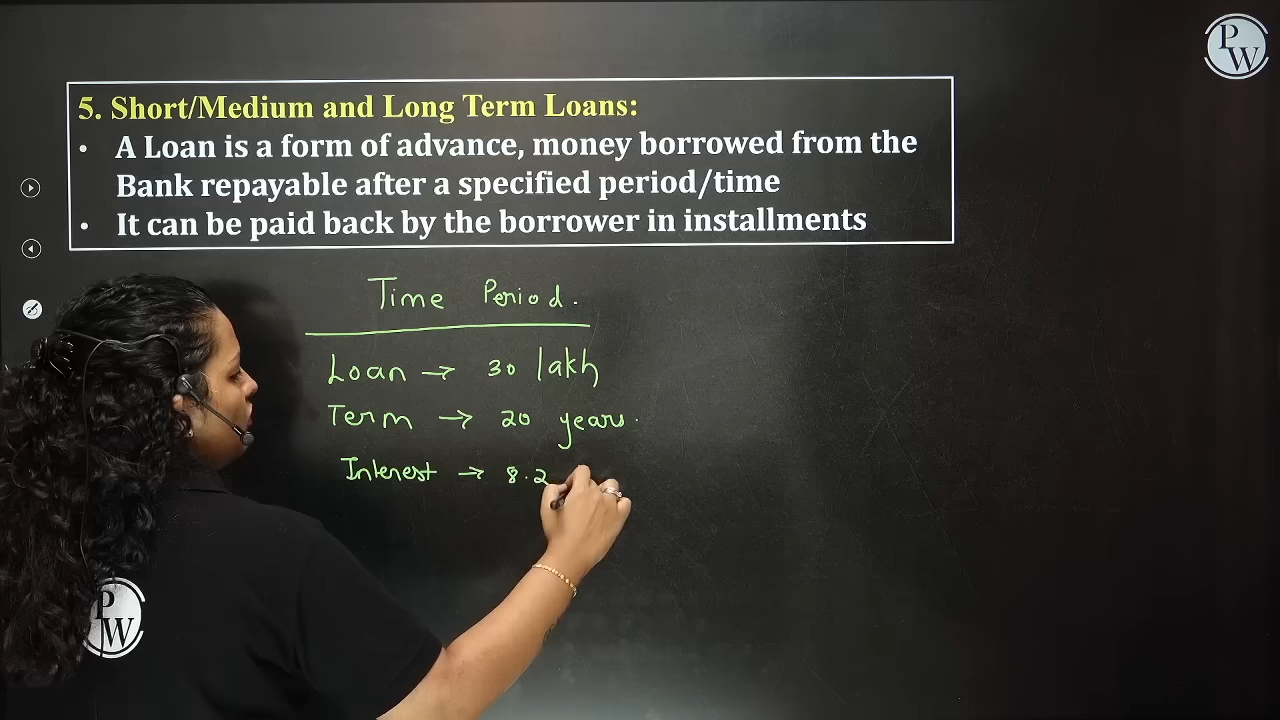 PW
5. Short/Medium and Long Term Loans:
• A Loan is a form of advance, money borrowed from the
Bank repayable after a specified period/time
• It can be paid back by the borrower in installments
Time Period.
Loan → 30 lakh
Term → 20 years.
Interest → 8.2
PW